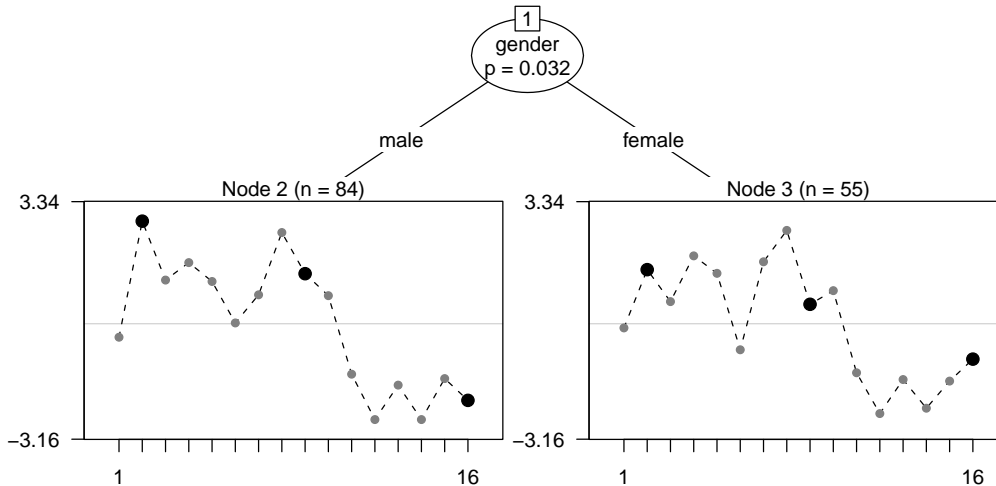 1
gender
p = 0.032
male
female
Node 2 (n = 84)
3.34
−3.16
1
16
Node 3 (n = 55)
3.34
−3.16
1
16